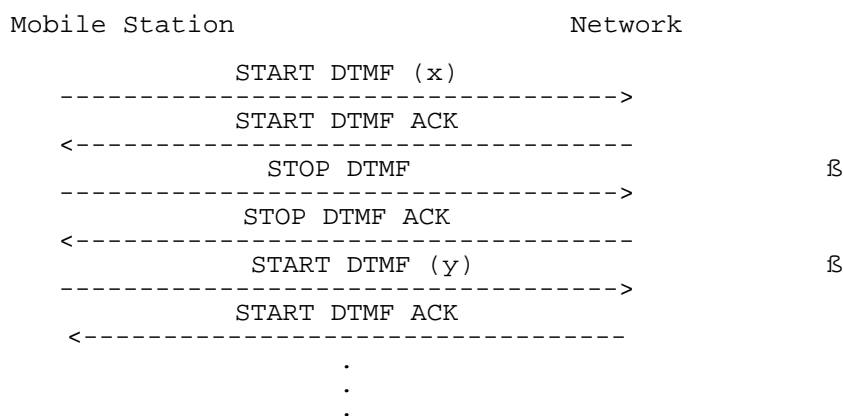 Mobile Station Network
START DTMF (x)
----------------------------------->
START DTMF ACK
<-----------------------------------
STOP DTMF ß
----------------------------------->
STOP DTMF ACK
<-----------------------------------
START DTMF (y) ß
----------------------------------->
START DTMF ACK
<----------------------------------
.
.
.